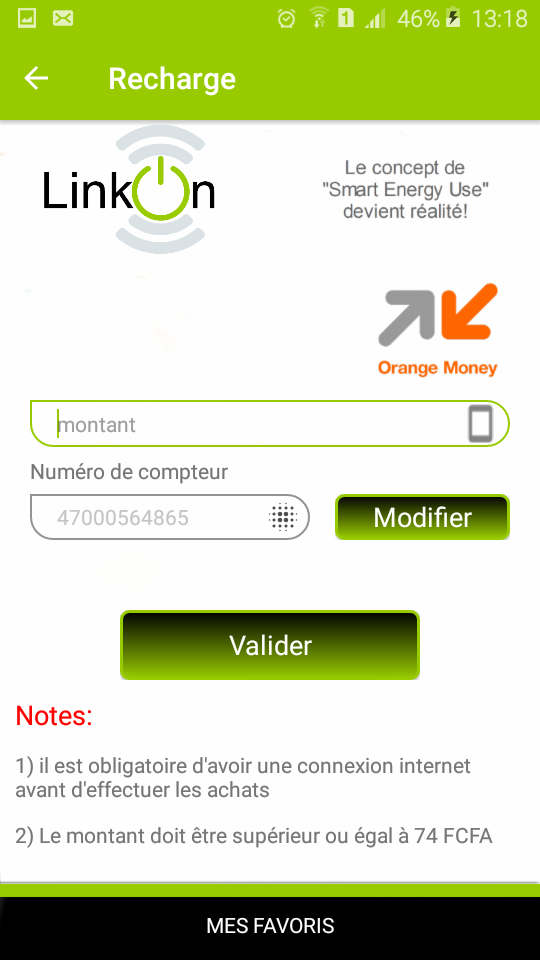 1 46% 13:18
Recharge
LinkOn
Le concept de
"Smart Energy Use"
devient réalité!
Orange Money
montant
Numéro de compteur
47000564865
Modifier
Valider
Notes:
1) il est obligatoire d'avoir une connexion internet
avant d'effectuer les achats
2) Le montant doit être supérieur ou égal à 74 FCFA
MES FAVORIS